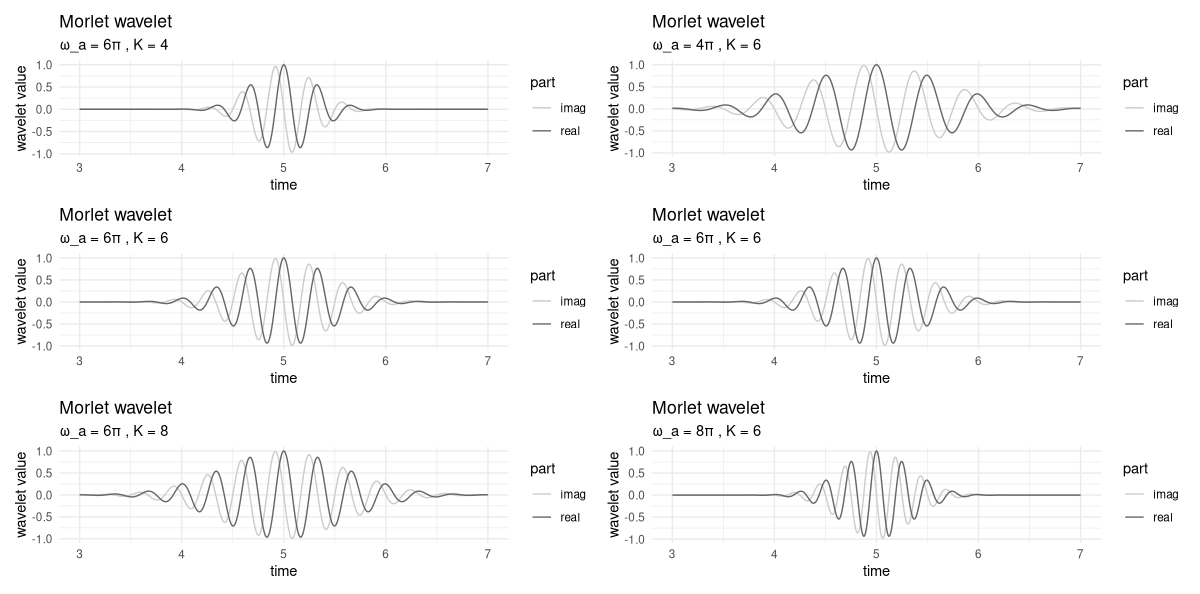 Morlet wavelet
ω_a = 6π , K = 4
wavelet value
1.0
0.5
0.0
-0.5
-1.0
3 4 5 6 7
time
part
imag
real
Morlet wavelet
ω_a = 4π , K = 6
wavelet value
1.0
0.5
0.0
-0.5
-1.0
3 4 5 6 7
time
part
imag
real
Morlet wavelet
ω_a = 6π , K = 6
wavelet value
1.0
0.5
0.0
-0.5
-1.0
3 4 5 6 7
time
part
imag
real
Morlet wavelet
ω_a = 6π , K = 6
wavelet value
1.0
0.5
0.0
-0.5
-1.0
3 4 5 6 7
time
part
imag
real
Morlet wavelet
ω_a = 6π , K = 8
wavelet value
1.0
0.5
0.0
-0.5
-1.0
3 4 5 6 7
time
part
imag
real
Morlet wavelet
ω_a = 8π , K = 6
wavelet value
1.0
0.5
0.0
-0.5
-1.0
3 4 5 6 7
time
part
imag
real